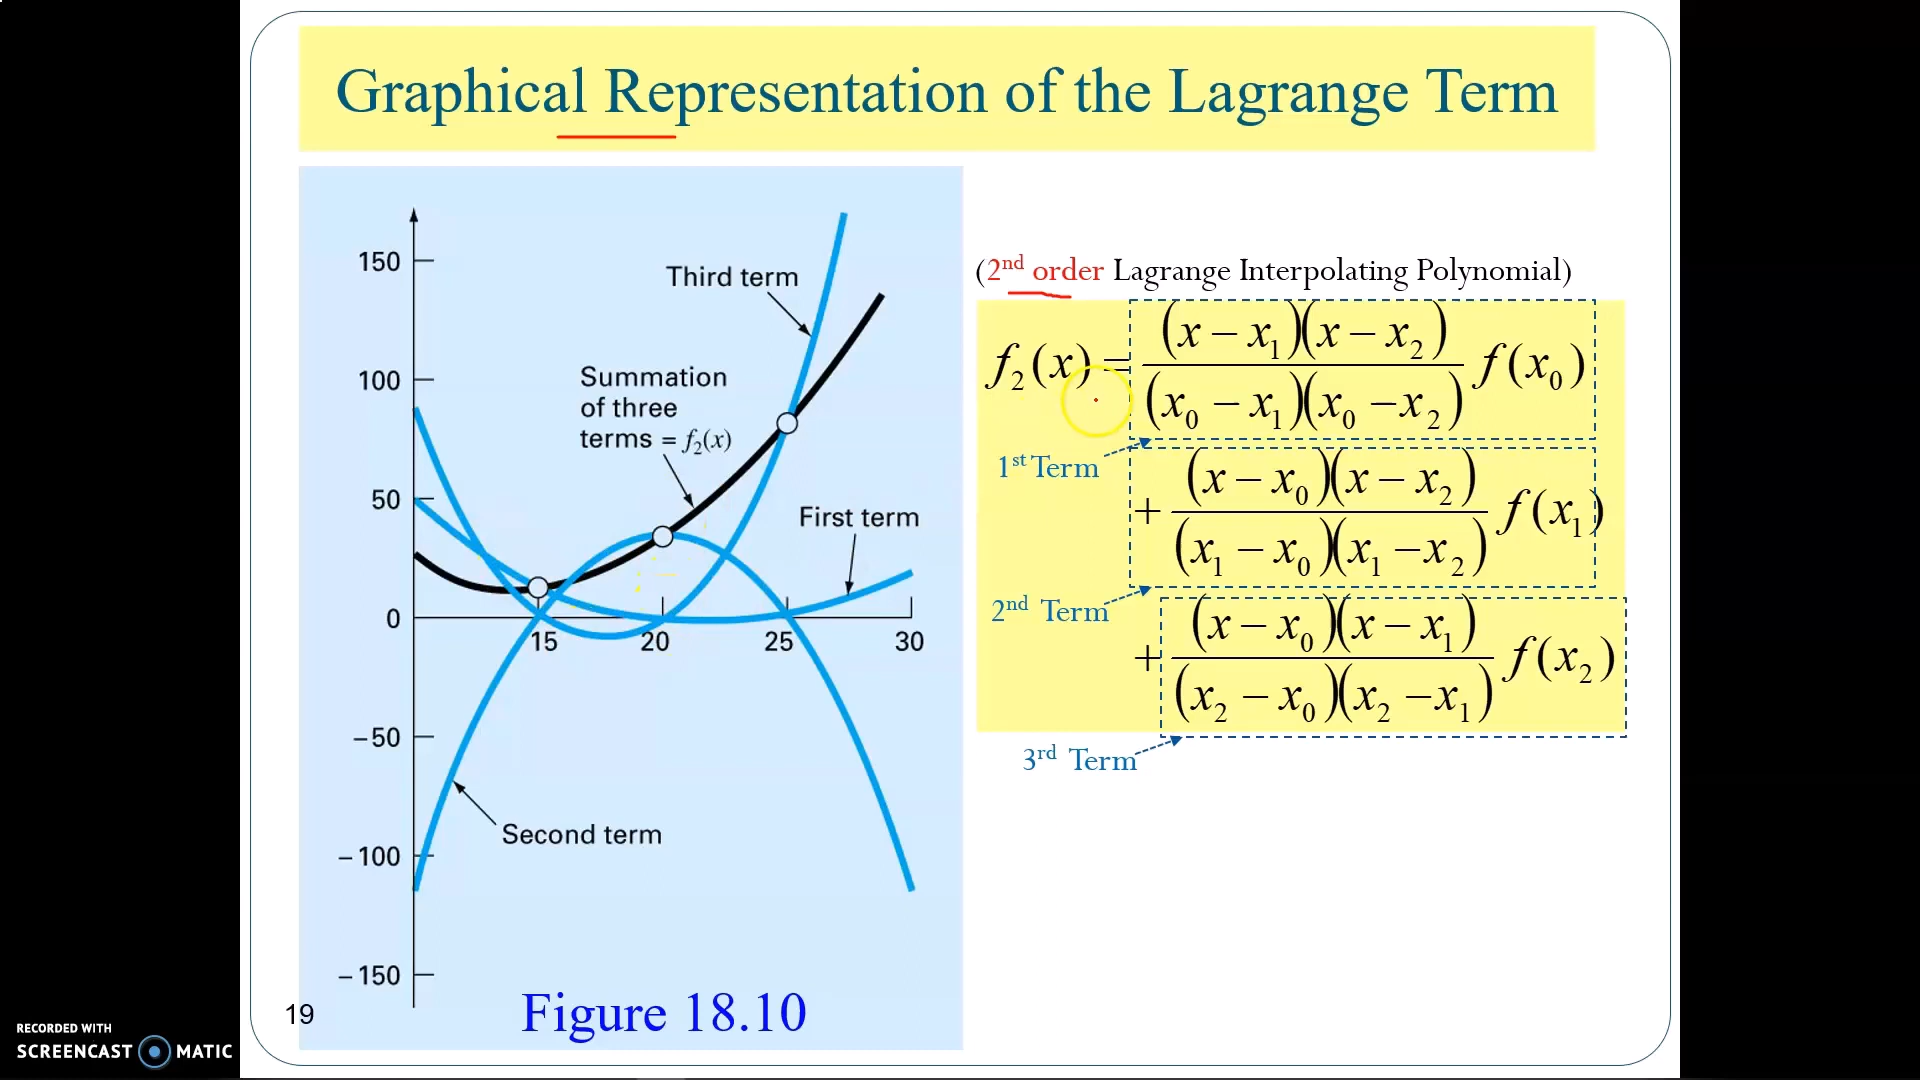 Graphical Representation of the Lagrange Term
150
100
50
0
−50
−100
−150
15
20
25
30
Third term
Summation
of three
terms = f₂(x)
First term
Second term
Figure 18.10
19
(2nd order Lagrange Interpolating Polynomial)
f₂(x) = (x − x₁)(x − x₂) / (x₀ − x₁)(x₀ − x₂) f(x₀)
1st Term
+ (x − x₀)(x − x₂) / (x₁ − x₀)(x₁ − x₂) f(x₁)
2nd Term
+ (x − x₀)(x − x₁) / (x₂ − x₀)(x₂ − x₁) f(x₂)
3rd Term
RECORDED WITH
SCREENCAST MATIC